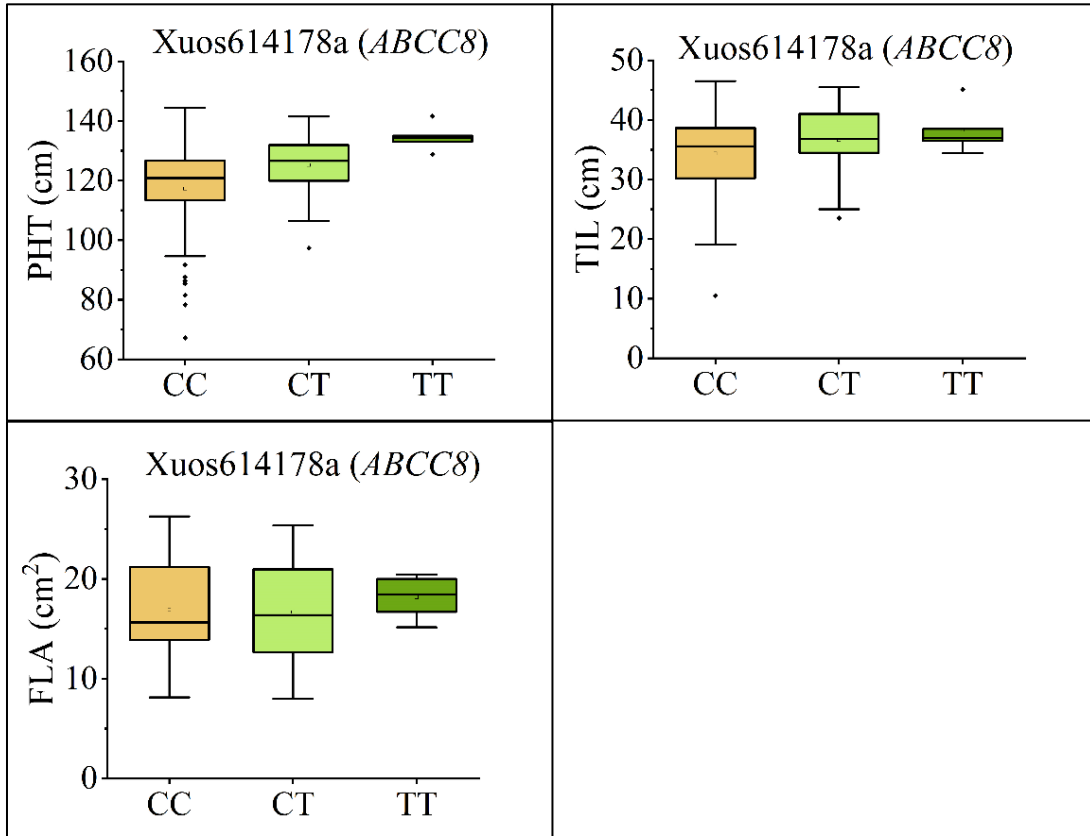 Xuos614178a (ABCC8)
160
140
120
100
80
60
PHT (cm)
CC CT TT
Xuos614178a (ABCC8)
50
40
30
20
10
0
TIL (cm)
CC CT TT
Xuos614178a (ABCC8)
30
20
10
0
FLA (cm²)
CC CT TT